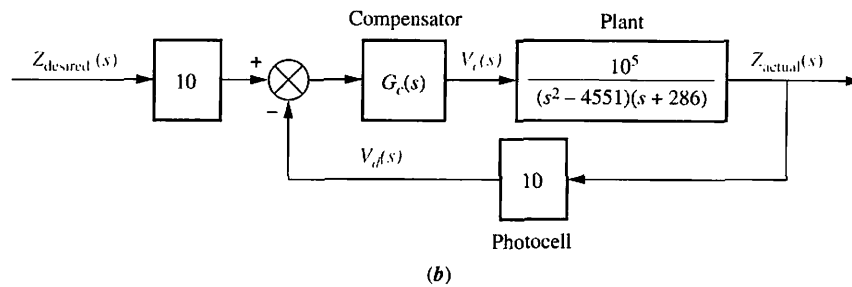 Compensator
Plant
Z_desired(s)
10
+
−
G_c(s)
V_c(s)
10^5
(s^2 − 4551)(s + 286)
Z_actual(s)
V_d(s)
10
Photocell
(b)